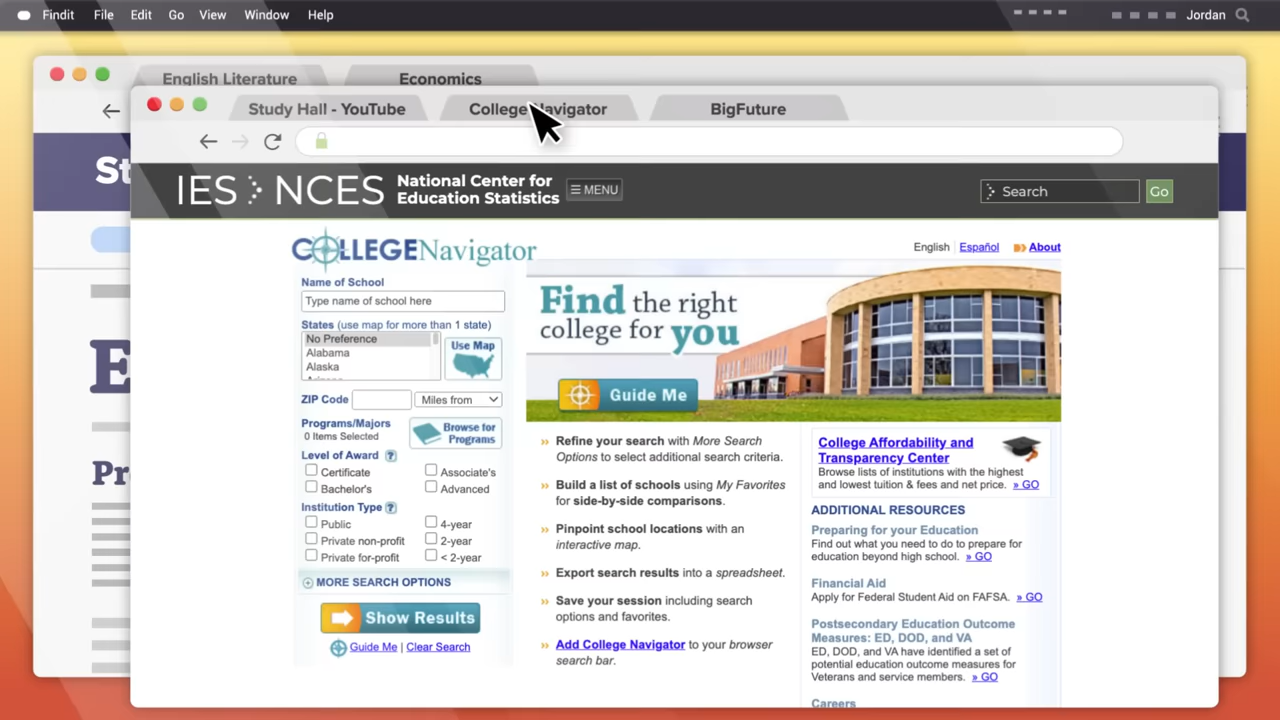 Findit File Edit Go View Window Help Jordan
English Literature Economics
Study Hall - YouTube College Navigator BigFuture
St
IES NCES National Center for Education Statistics MENU Search Go
COLLEGENavigator
English Español About
Name of School
Type name of school here
States (use map for more than 1 state)
No Preference
Alabama
Alaska
Use Map
ZIP Code Miles from
Programs/Majors
0 Items Selected
Browse for
Programs
Level of Award ?
Certificate Associate's
Bachelor's Advanced
Institution Type ?
Public 4-year
Private non-profit 2-year
Private for-profit < 2-year
MORE SEARCH OPTIONS
Show Results
Guide Me | Clear Search
Find the right
college for you
Guide Me
» Refine your search with More Search
Options to select additional search criteria.
» Build a list of schools using My Favorites
for side-by-side comparisons.
» Pinpoint school locations with an
interactive map.
» Export search results into a spreadsheet.
» Save your session including search
options and favorites.
» Add College Navigator to your browser
search bar.
College Affordability and
Transparency Center
Browse lists of institutions with the highest
and lowest tuition & fees and net price. » GO
ADDITIONAL RESOURCES
Preparing for your Education
Find out what you need to do to prepare for
education beyond high school. » GO
Financial Aid
Apply for Federal Student Aid on FAFSA. » GO
Postsecondary Education Outcome
Measures: ED, DOD, and VA
ED, DOD, and VA have identified a set of
potential education outcome measures for
Veterans and service members. » GO
Careers
E
Pr